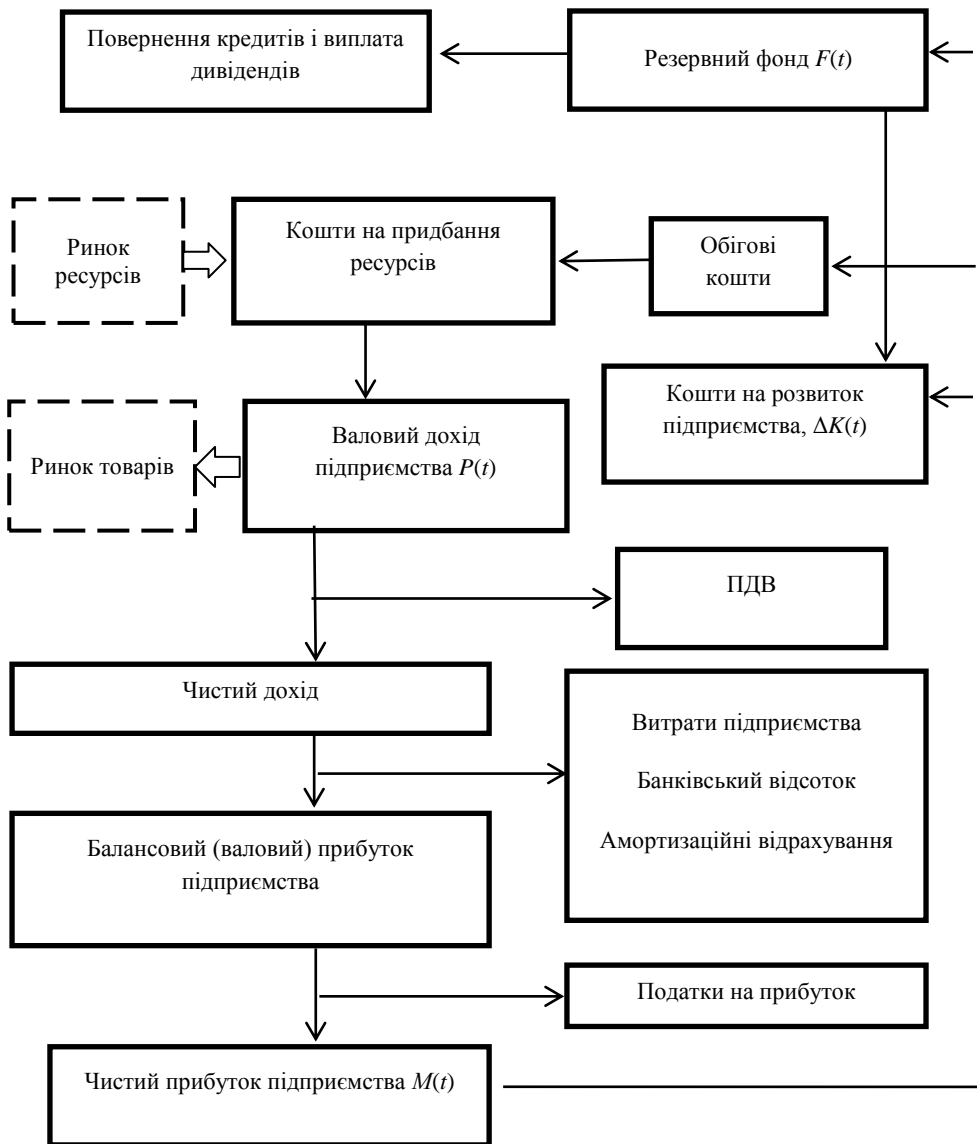 Повернення кредитів і виплата
дивідендів
Резервний фонд F(t)
Ринок
ресурсів
Кошти на придбання
ресурсів
Обігові
кошти
Кошти на розвиток
підприємства, ΔK(t)
Ринок товарів
Валовий дохід
підприємства P(t)
ПДВ
Чистий дохід
Витрати підприємства
Банківський відсоток
Амортизаційні відрахування
Балансовий (валовий) прибуток
підприємства
Податки на прибуток
Чистий прибуток підприємства M(t)